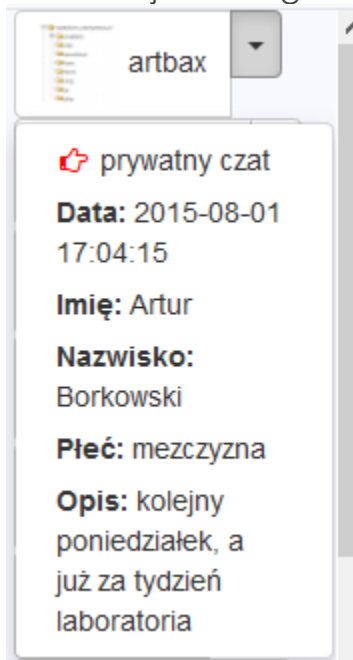 artbax
prywatny czat
Data: 2015-08-01
17:04:15
Imię: Artur
Nazwisko:
Borkowski
Płeć: mezczyzna
Opis: kolejny
poniedziałek, a
już za tydzień
laboratoria